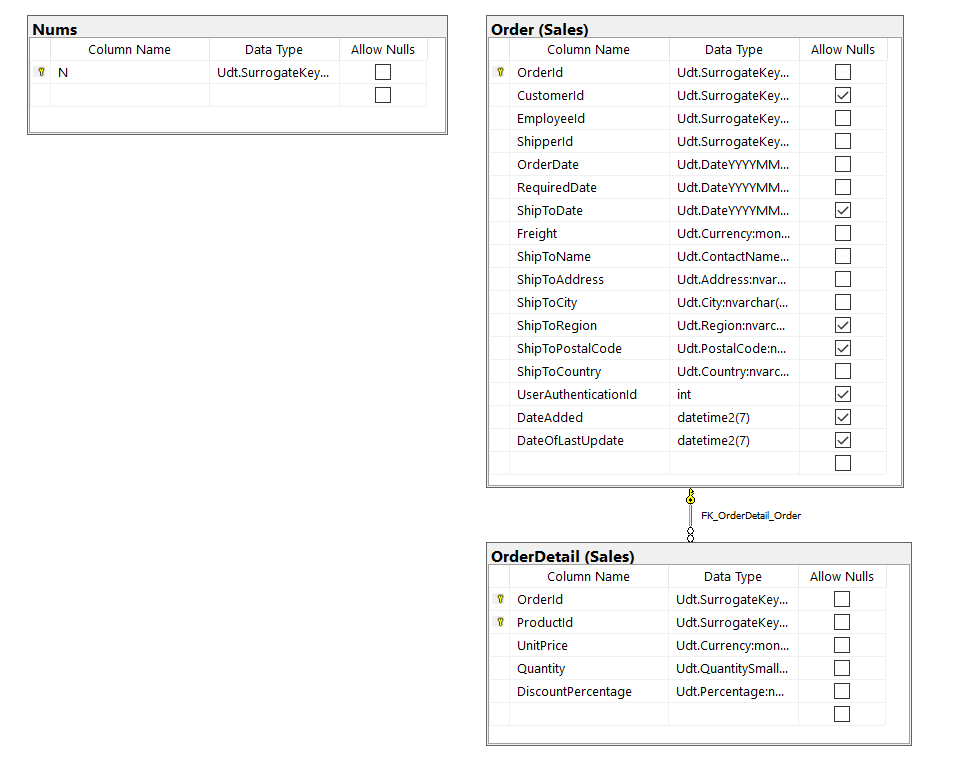 Nums
Column Name Data Type Allow Nulls
N Udt.SurrogateKey...
Order (Sales)
Column Name Data Type Allow Nulls
OrderId Udt.SurrogateKey...
CustomerId Udt.SurrogateKey...
EmployeeId Udt.SurrogateKey...
ShipperId Udt.SurrogateKey...
OrderDate Udt.DateYYYYMM...
RequiredDate Udt.DateYYYYMM...
ShipToDate Udt.DateYYYYMM...
Freight Udt.Currency:mon...
ShipToName Udt.ContactName...
ShipToAddress Udt.Address:nvar...
ShipToCity Udt.City:nvarchar(...
ShipToRegion Udt.Region:nvarc...
ShipToPostalCode Udt.PostalCode:n...
ShipToCountry Udt.Country:nvarc...
UserAuthenticationId int
DateAdded datetime2(7)
DateOfLastUpdate datetime2(7)
FK_OrderDetail_Order
OrderDetail (Sales)
Column Name Data Type Allow Nulls
OrderId Udt.SurrogateKey...
ProductId Udt.SurrogateKey...
UnitPrice Udt.Currency:mon...
Quantity Udt.QuantitySmall...
DiscountPercentage Udt.Percentage:n...